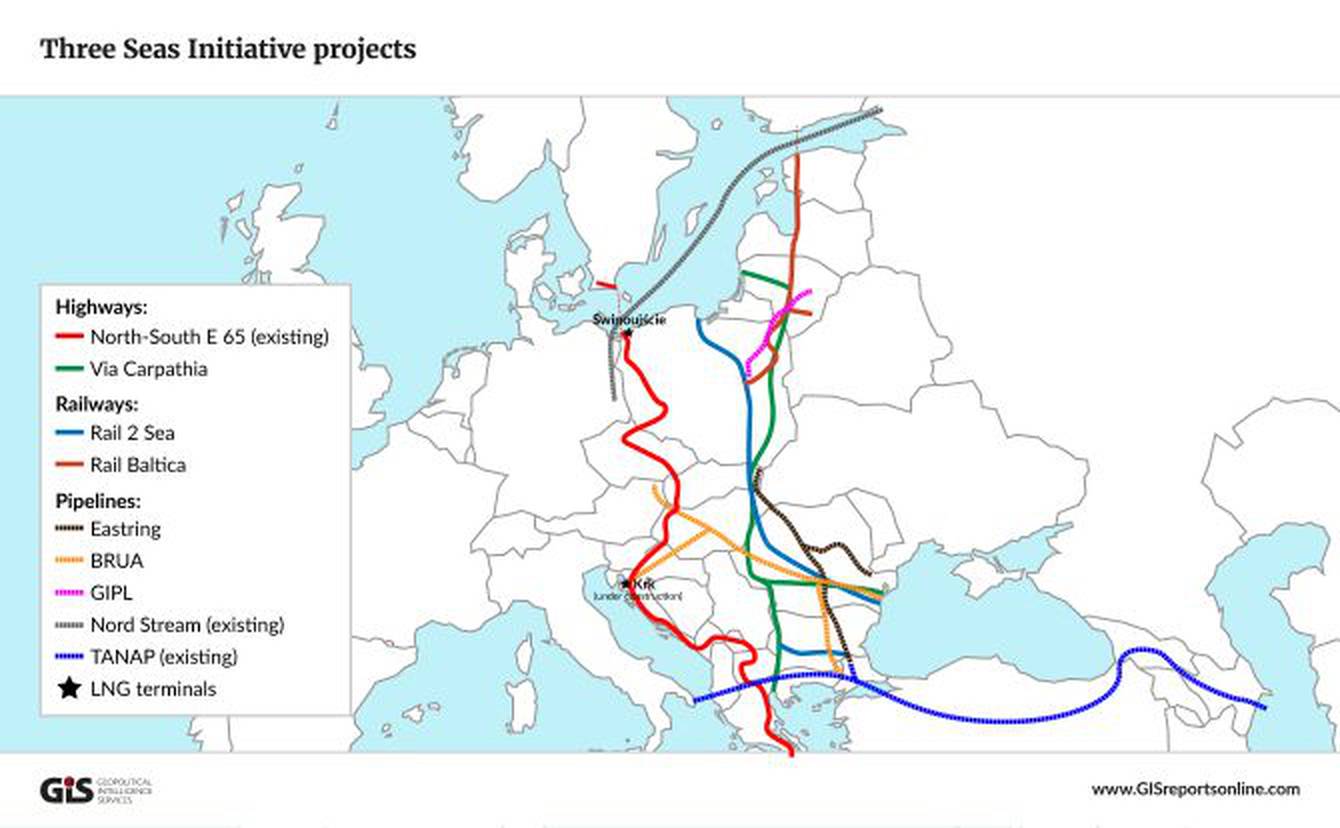 Three Seas Initiative projects
Świnoujście
Highways:
North-South E 65 (existing)
Via Carpathia
Railways:
Rail 2 Sea
Rail Baltica
Pipelines:
Eastring
BRUA
GIPL
Nord Stream (existing)
TANAP (existing)
LNG terminals
Krk
(under construction)
GIS
GEOPOLITICAL
INTELLIGENCE
SERVICES
www.GISreportsonline.com